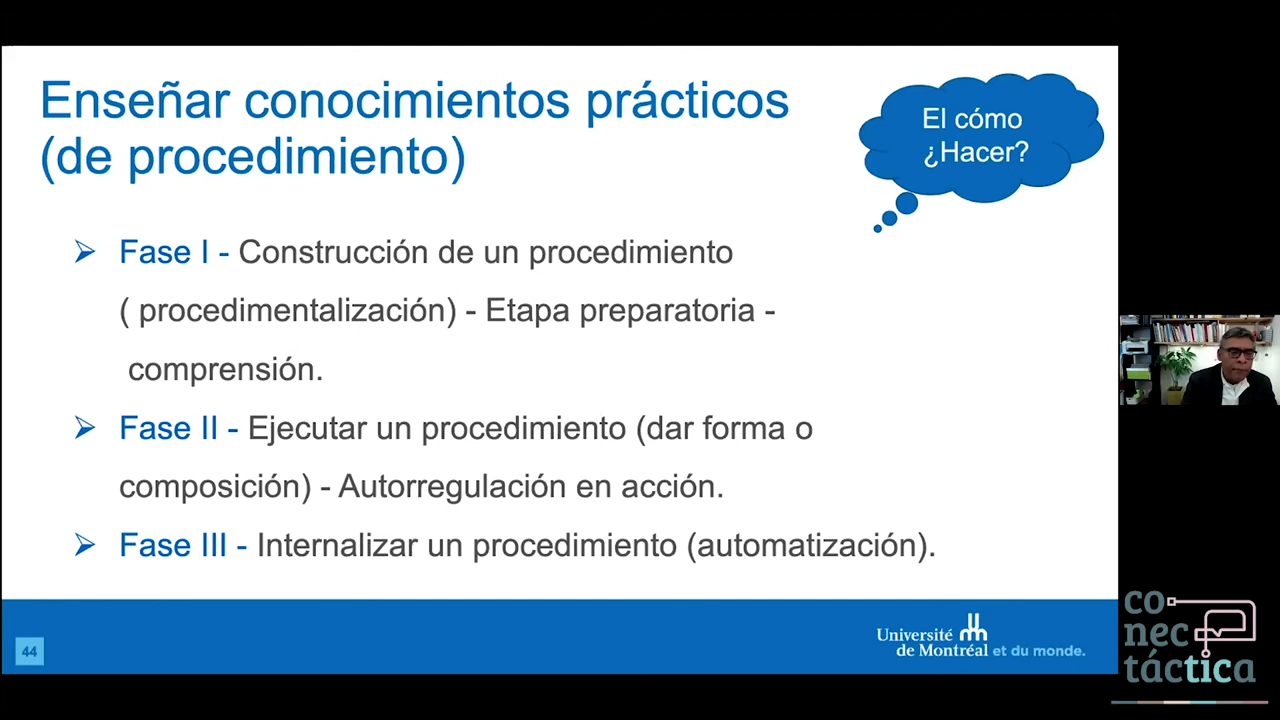 Enseñar conocimientos prácticos
(de procedimiento)
El cómo
¿Hacer?
➢ Fase I - Construcción de un procedimiento
( procedimentalización) - Etapa preparatoria -
comprensión.
➢ Fase II - Ejecutar un procedimiento (dar forma o
composición) - Autorregulación en acción.
➢ Fase III - Internalizar un procedimiento (automatización).
44
Université
de Montréal et du monde.
co
nec
táctica